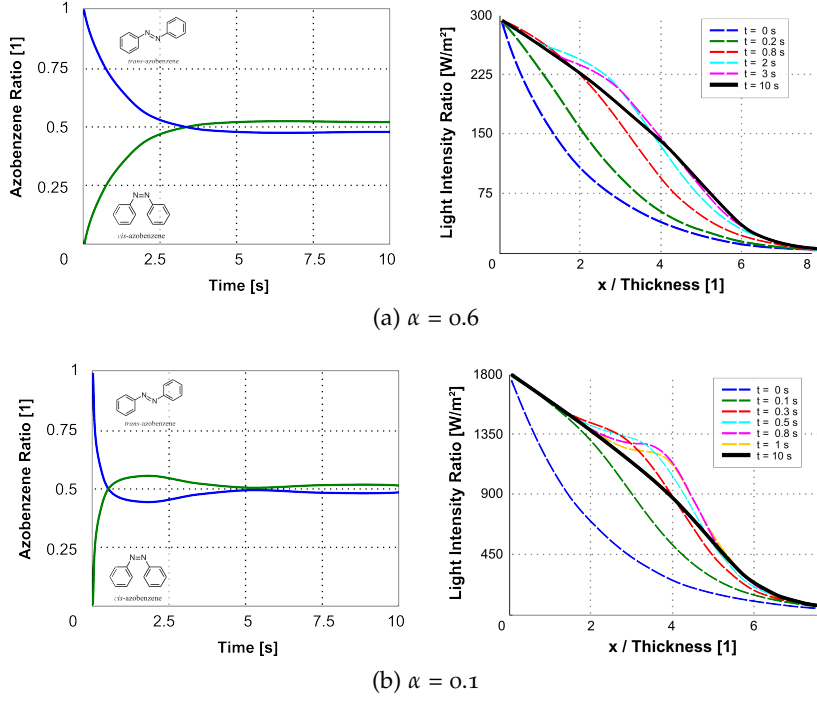 Azobenzene Ratio [1]
1
0.75
0.5
0.25
0
2.5
5
7.5
10
Time [s]
N=N
trans-azobenzene
N=N
cis-azobenzene
Light Intensity Ratio [W/m²]
300
225
150
75
0
2
4
6
8
x / Thickness [1]
t = 0 s
t = 0.2 s
t = 0.8 s
t = 2 s
t = 3 s
t = 10 s
(a) α = 0.6
Azobenzene Ratio [1]
1
0.75
0.5
0.25
0
2.5
5
7.5
10
Time [s]
N=N
trans-azobenzene
N=N
cis-azobenzene
Light Intensity Ratio [W/m²]
1800
1350
900
450
0
2
4
6
x / Thickness [1]
t = 0 s
t = 0.1 s
t = 0.3 s
t = 0.5 s
t = 0.8 s
t = 1 s
t = 10 s
(b) α = 0.1